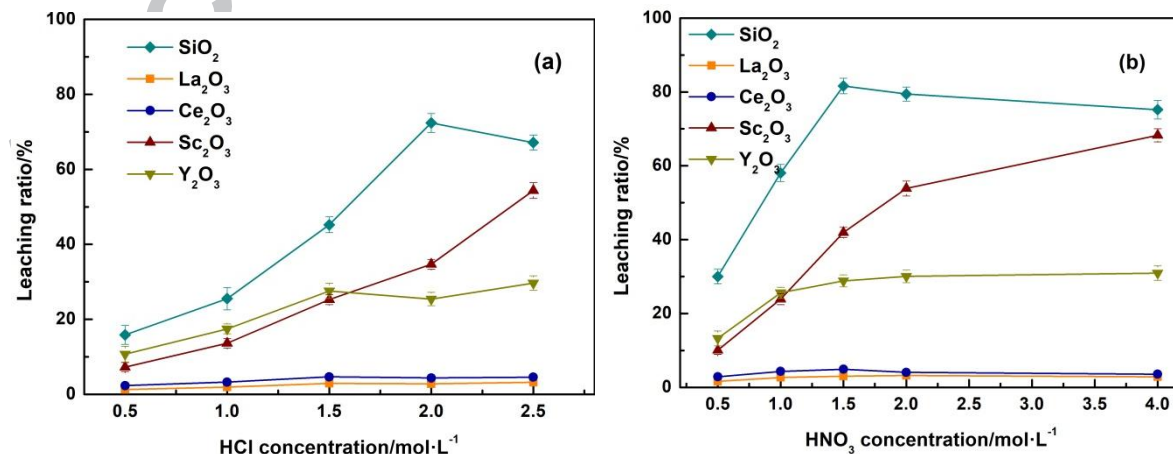 100
80
60
40
20
0
Leaching ratio/%
SiO₂
La₂O₃
Ce₂O₃
Sc₂O₃
Y₂O₃
(a)
0.5 1.0 1.5 2.0 2.5
HCl concentration/mol·L⁻¹
100
80
60
40
20
0
Leaching ratio/%
SiO₂
La₂O₃
Ce₂O₃
Sc₂O₃
Y₂O₃
(b)
0.5 1.0 1.5 2.0 2.5 3.0 3.5 4.0
HNO₃ concentration/mol·L⁻¹